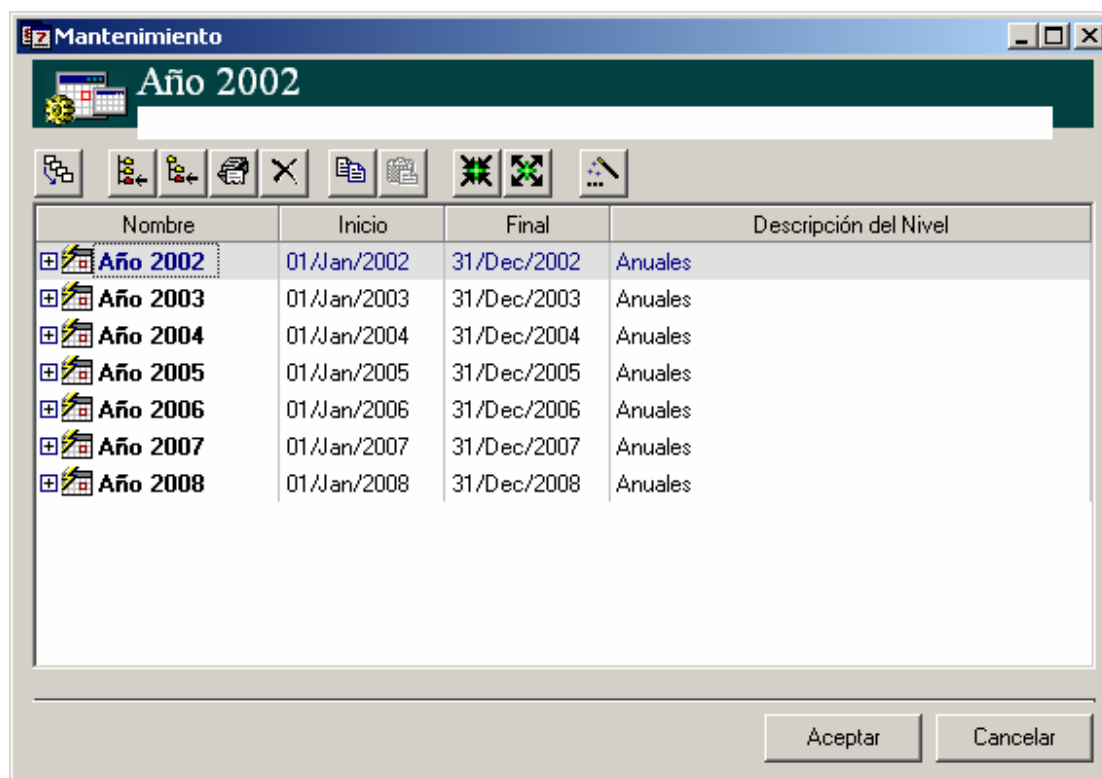 Mantenimiento
Año 2002
Nombre Inicio Final Descripción del Nivel
Año 2002 01/Jan/2002 31/Dec/2002 Anuales
Año 2003 01/Jan/2003 31/Dec/2003 Anuales
Año 2004 01/Jan/2004 31/Dec/2004 Anuales
Año 2005 01/Jan/2005 31/Dec/2005 Anuales
Año 2006 01/Jan/2006 31/Dec/2006 Anuales
Año 2007 01/Jan/2007 31/Dec/2007 Anuales
Año 2008 01/Jan/2008 31/Dec/2008 Anuales
Aceptar Cancelar